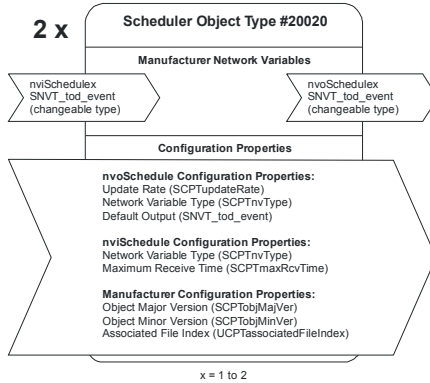 2 x
Scheduler Object Type #20020
Manufacturer Network Variables
nviSchedulex
SNVT_tod_event
(changeable type)
nvoSchedulex
SNVT_tod_event
(changeable type)
Configuration Properties
nvoSchedule Configuration Properties:
Update Rate (SCPTupdateRate)
Network Variable Type (SCPTnvType)
Default Output (SNVT_tod_event)
nviSchedule Configuration Properties:
Network Variable Type (SCPTnvType)
Maximum Receive Time (SCPTmaxRcvTime)
Manufacturer Configuration Properties:
Object Major Version (SCPTobjMajVer)
Object Minor Version (SCPTobjMinVer)
Associated File Index (UCPTassociatedFileIndex)
x = 1 to 2